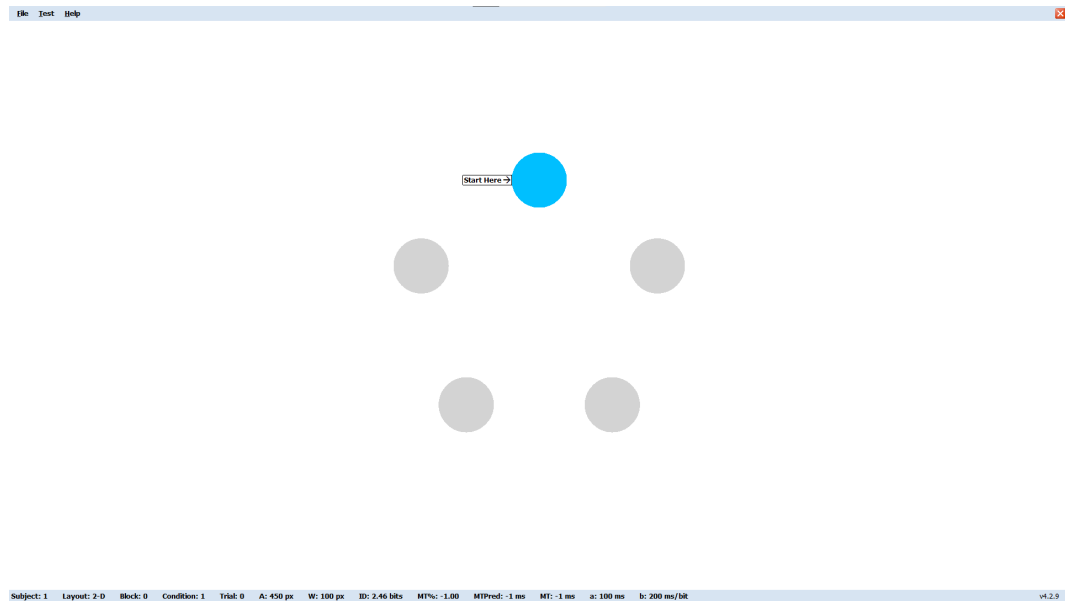 File Test Help
Start Here →
Subject: 1 Layout: 2-D Block: 0 Condition: 1 Trial: 0 A: 450 px W: 100 px ID: 2.46 bits MT%: -1.00 MTPred: -1 ms MT: -1 ms a: 100 ms b: 200 ms/bit v4.2.9